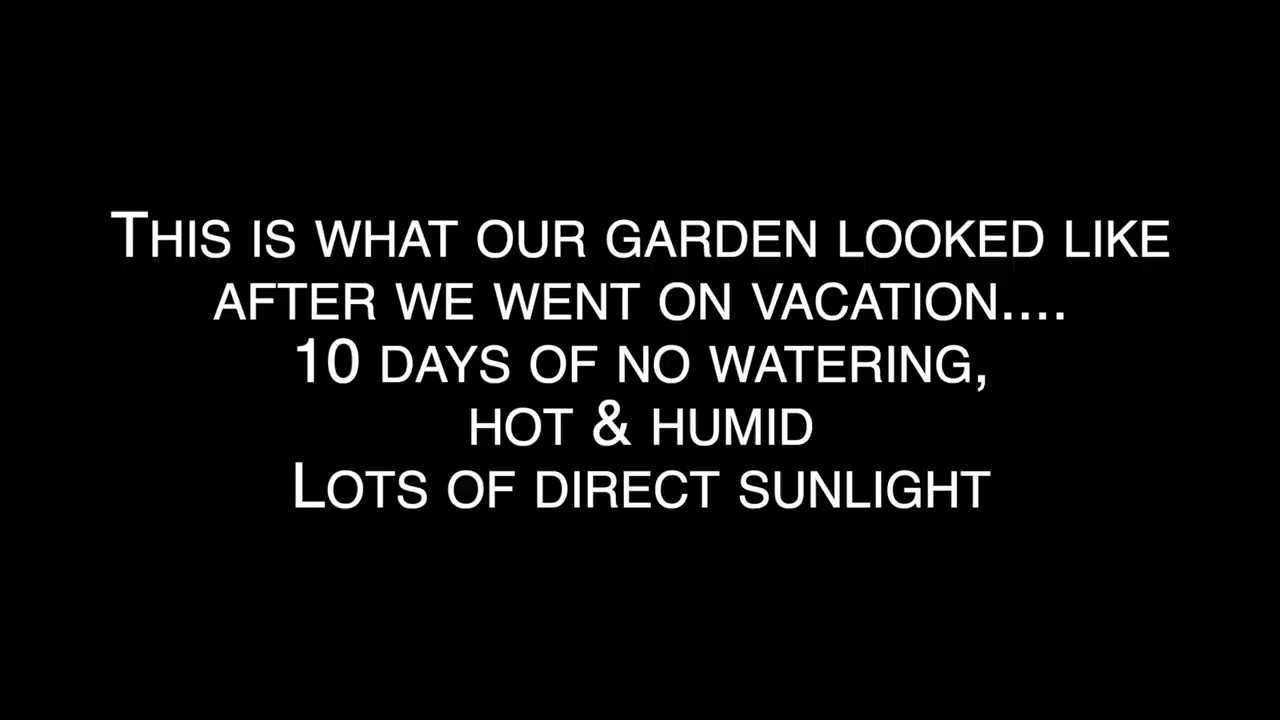 This is what our garden looked like
after we went on vacation....
10 days of no watering,
hot & humid
Lots of direct sunlight